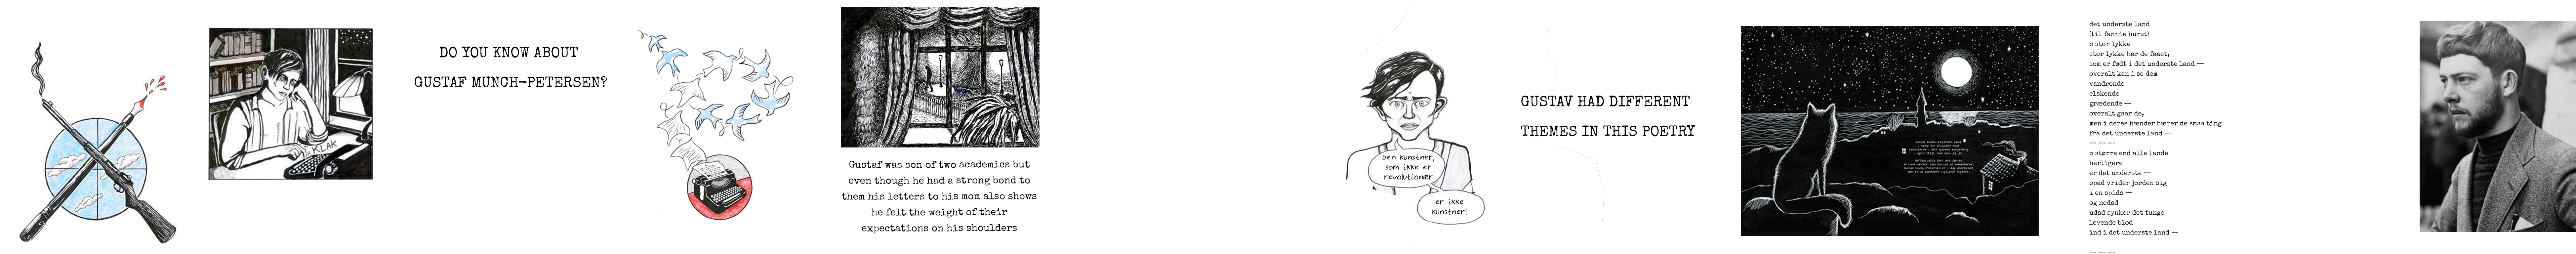 KLAK
DO YOU KNOW ABOUT
GUSTAF MUNCH-PETERSEN?
Gustaf was son of two academics but
even though he had a strong bond to
them his letters to his mom also shows
he felt the weight of their
expectations on his shoulders
Den kunstner,
som ikke er
revolutionær
er ikke
kunstner!
GUSTAV HAD DIFFERENT
THEMES IN THIS POETRY
det underste land
(til fannie hurst)
o stor lykke
stor lykke har de faaet,
som er født i det underste land —
overalt kan i se dem
vandrende
elskende
grædende —
overalt gaar de,
men i deres hænder bærer de smaa ting
fra det underste land —
— — —
o større end alle lande
herligere
er det underste —
opad vrider jorden sig
i en spids —
og nedad
udad synker det tunge
levende blod
ind i det underste land —
— — — |